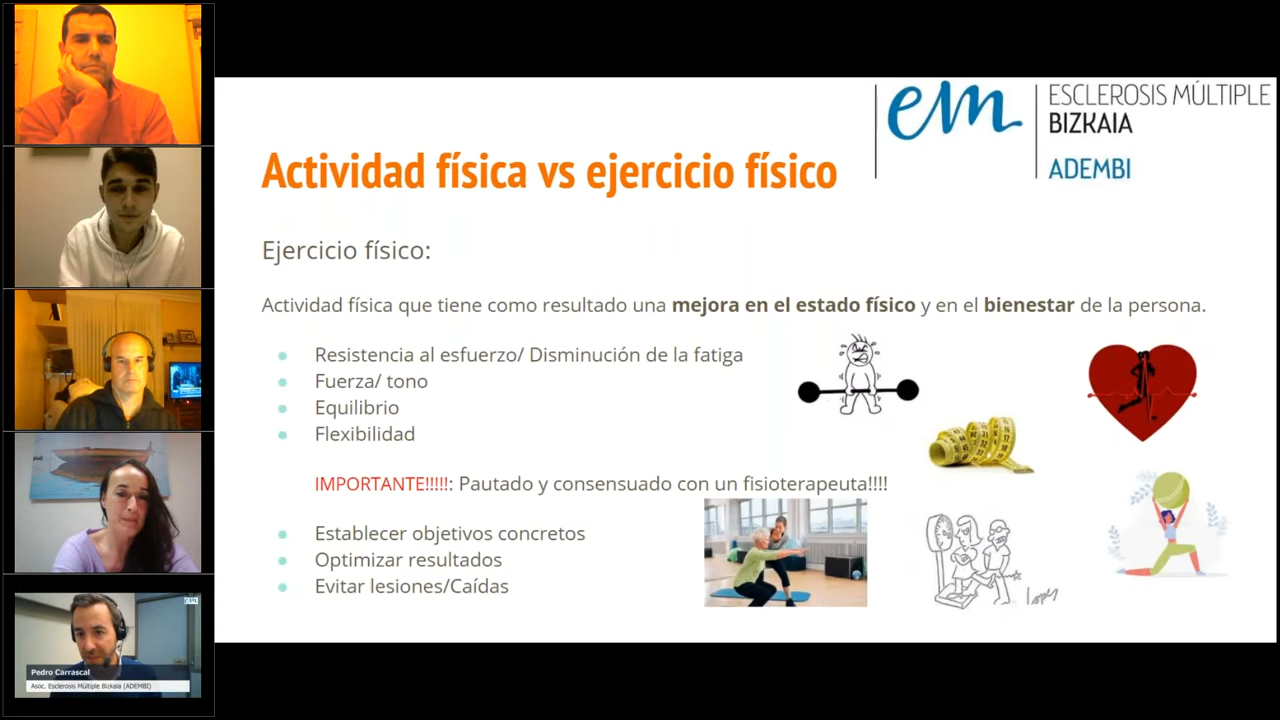 em
ESCLEROSIS MÚLTIPLE
BIZKAIA
ADEMBI
Actividad física vs ejercicio físico
Ejercicio físico:
Actividad física que tiene como resultado una mejora en el estado físico y en el bienestar de la persona.
Resistencia al esfuerzo/ Disminución de la fatiga
Fuerza/ tono
Equilibrio
Flexibilidad
IMPORTANTE!!!!!: Pautado y consensuado con un fisioterapeuta!!!!
Establecer objetivos concretos
Optimizar resultados
Evitar lesiones/Caídas
Pedro Carrascal
Asoc. Esclerosis Múltiple Bizkaia (ADEMBI)